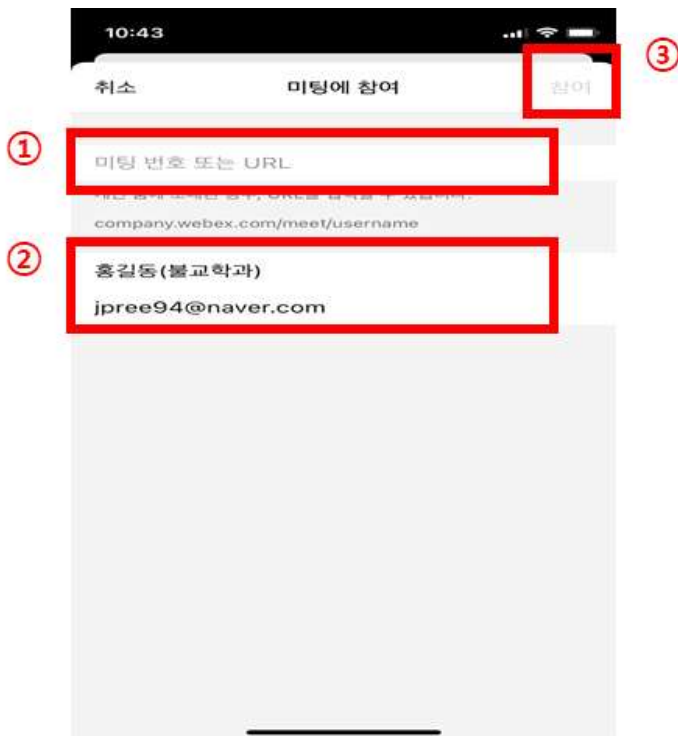 10:43
③
취소 미팅에 참여 참여
①
미팅 번호 또는 URL
company.webex.com/meet/username
②
홍길동(불교학과)
jpree94@naver.com